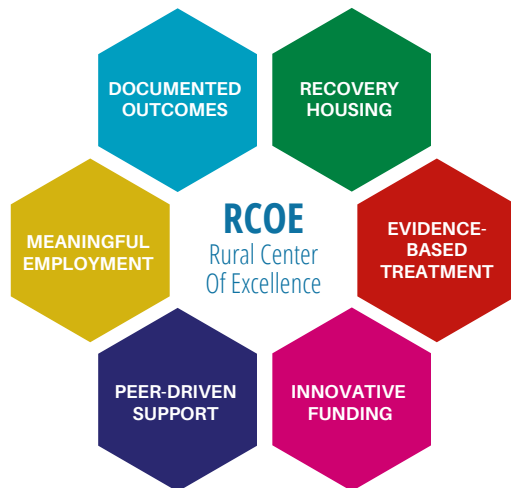 DOCUMENTED
OUTCOMES
RECOVERY
HOUSING
MEANINGFUL
EMPLOYMENT
RCOE
Rural Center
Of Excellence
EVIDENCE-
BASED
TREATMENT
PEER-DRIVEN
SUPPORT
INNOVATIVE
FUNDING